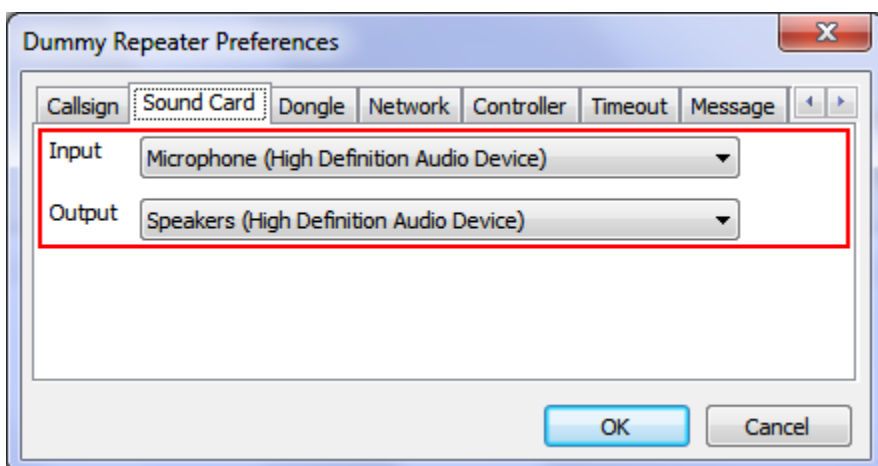 Dummy Repeater Preferences
Callsign Sound Card Dongle Network Controller Timeout Message
Input Microphone (High Definition Audio Device)
Output Speakers (High Definition Audio Device)
OK Cancel